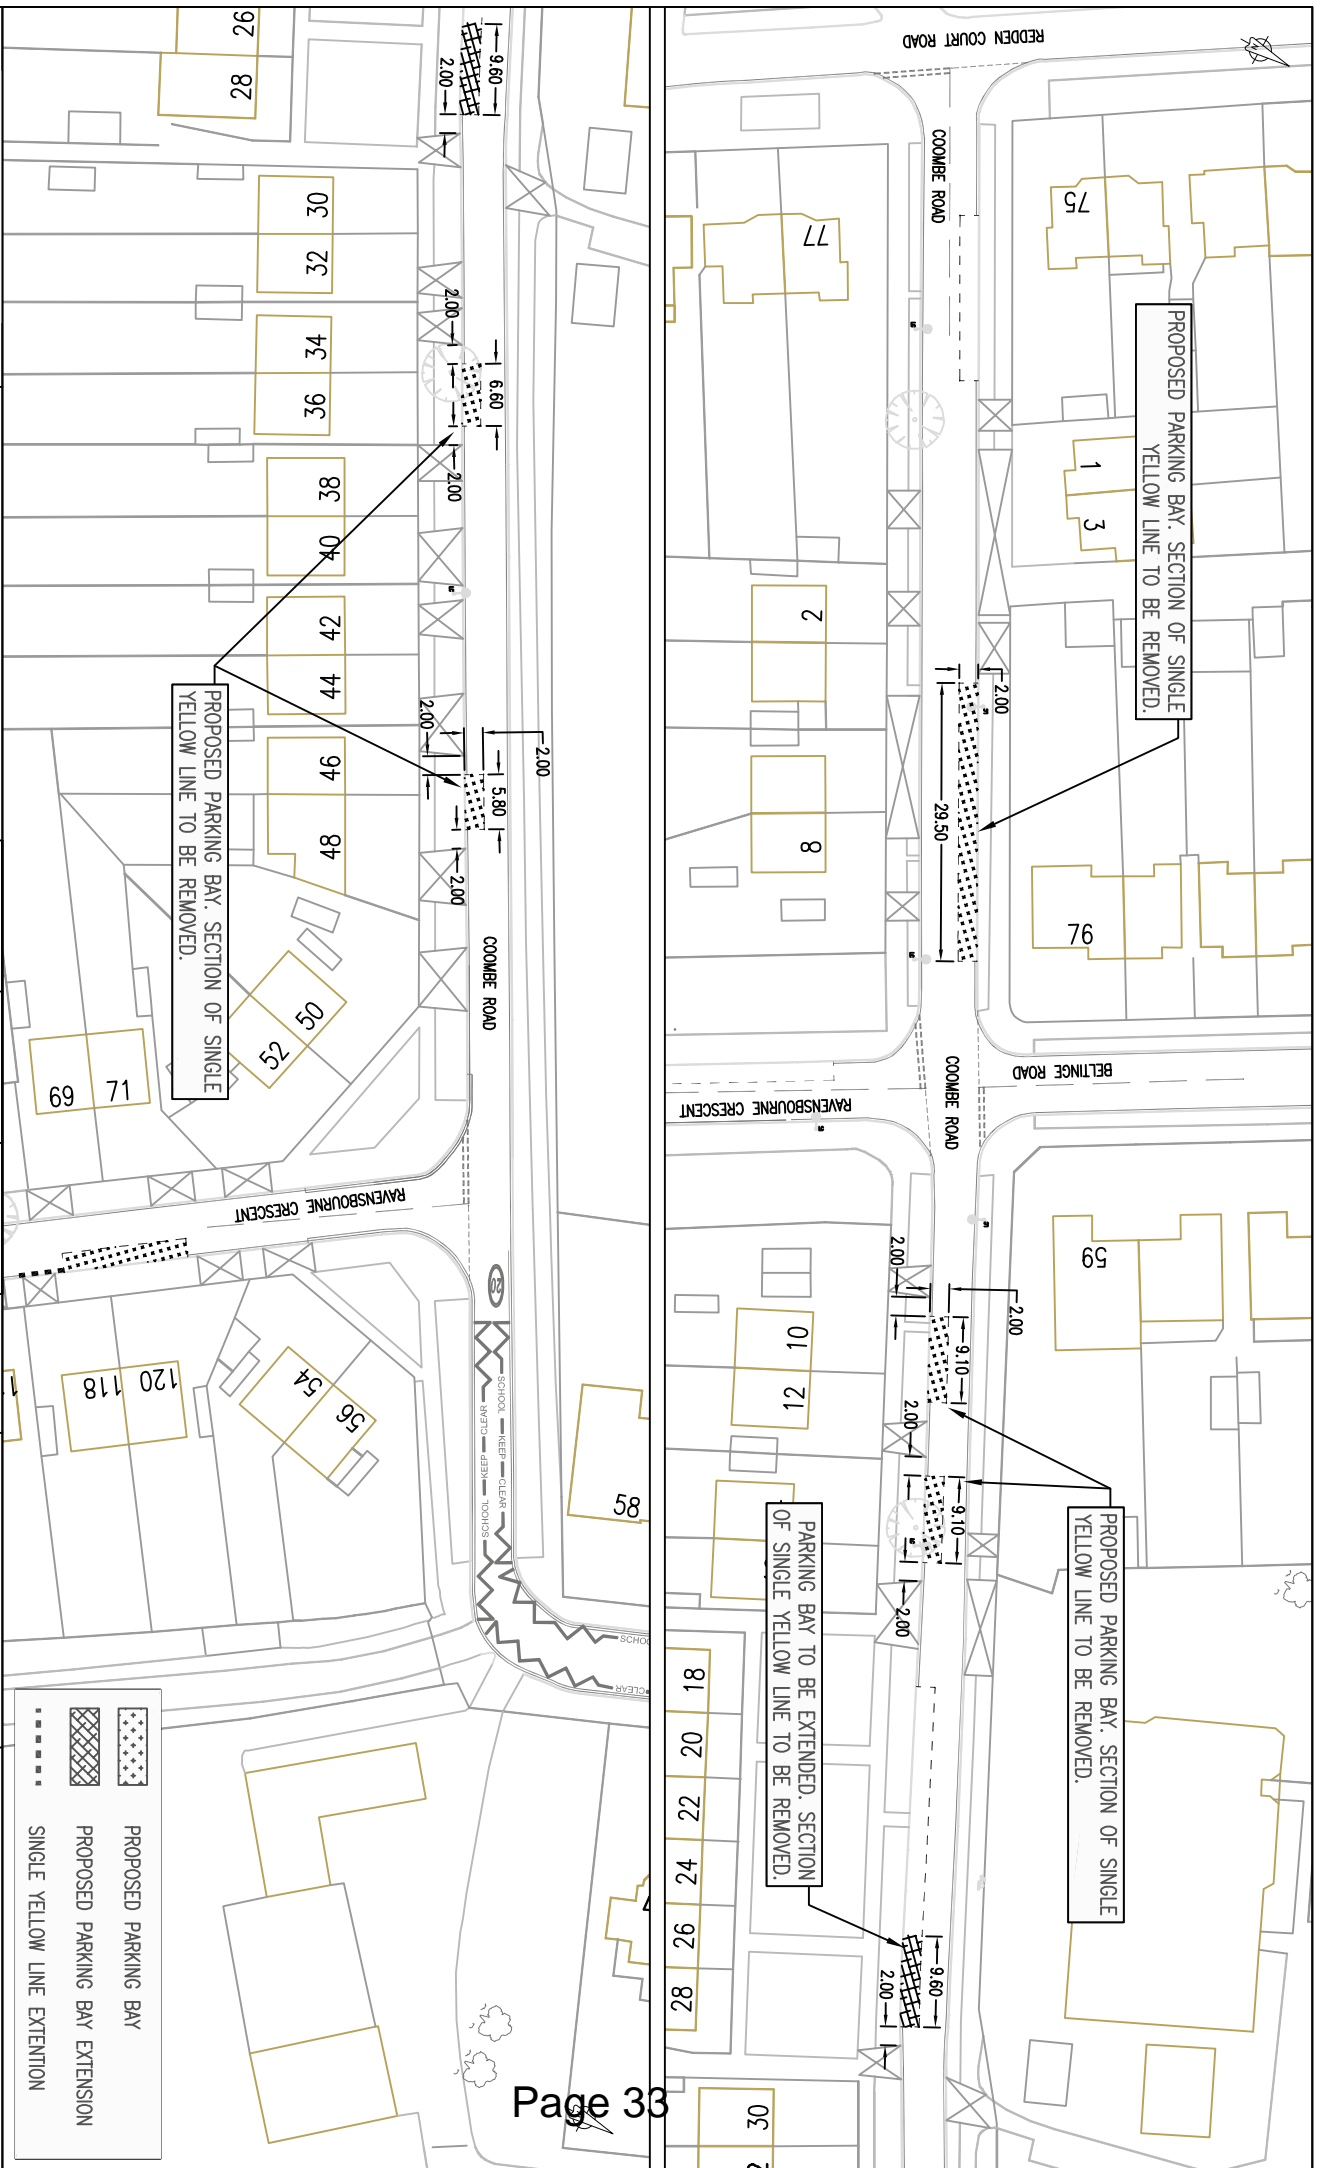 REDDEN COURT ROAD
COOMBE ROAD
75
77
1
3
PROPOSED PARKING BAY. SECTION OF SINGLE
YELLOW LINE TO BE REMOVED.
2
8
2.00
29.50
76
COOMBE ROAD
BELTINGE ROAD
RAVENSBOURNE CRESCENT
59
10
12
2.00
2.00
9.10
2.00
9.10
2.00
PROPOSED PARKING BAY. SECTION OF SINGLE
YELLOW LINE TO BE REMOVED.
PARKING BAY TO BE EXTENDED. SECTION
OF SINGLE YELLOW LINE TO BE REMOVED.
18
20
22
24
26
28
9.60
2.00
30
26
28
9.60
2.00
30
32
34
36
2.00
6.60
2.00
38
40
42
44
46
48
2.00
2.00
5.80
2.00
PROPOSED PARKING BAY. SECTION OF SINGLE
YELLOW LINE TO BE REMOVED.
50
52
69
71
COOMBE ROAD
RAVENSBOURNE CRESCENT
20
118
120
54
56
58
SCHOOL KEEP CLEAR
SCHOOL KEEP CLEAR
CLEAR
PROPOSED PARKING BAY
PROPOSED PARKING BAY EXTENSION
SINGLE YELLOW LINE EXTENTION
Page 33